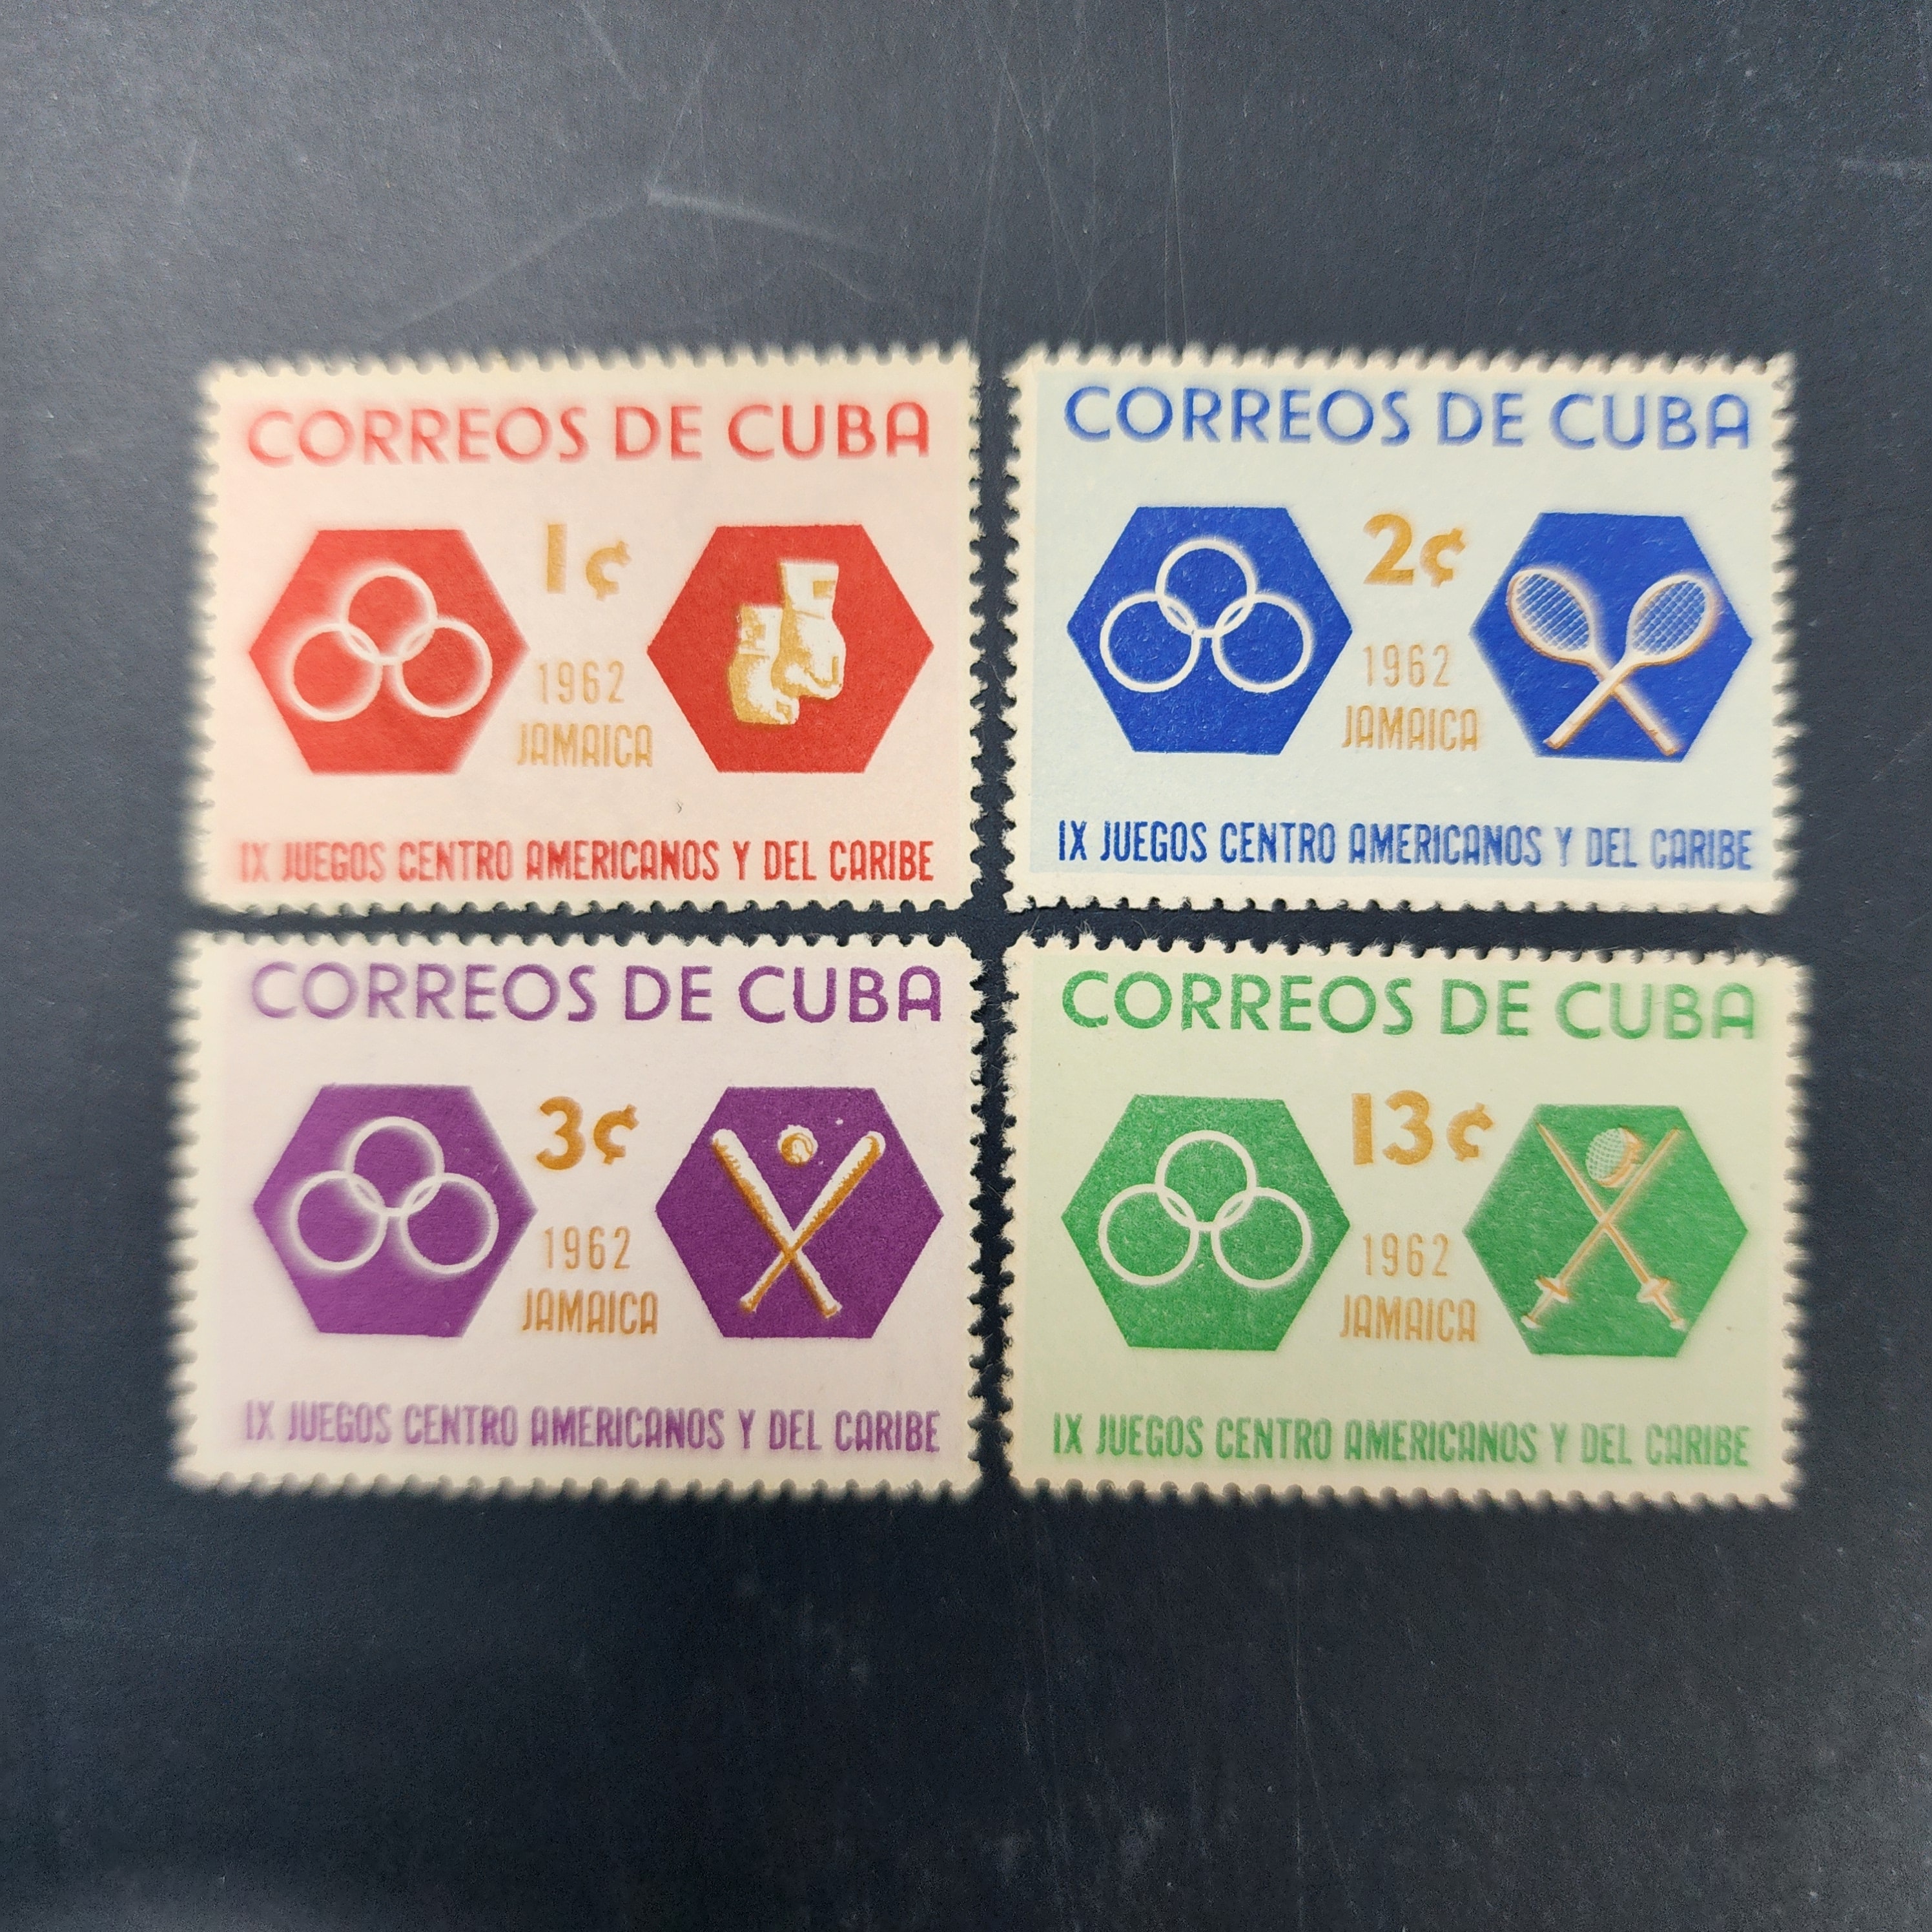 CORREOS DE CUBA
1¢
1962
JAMAICA
IX JUEGOS CENTRO AMERICANOS Y DEL CARIBE
CORREOS DE CUBA
2¢
1962
JAMAICA
IX JUEGOS CENTRO AMERICANOS Y DEL CARIBE
CORREOS DE CUBA
3¢
1962
JAMAICA
IX JUEGOS CENTRO AMERICANOS Y DEL CARIBE
CORREOS DE CUBA
13¢
1962
JAMAICA
IX JUEGOS CENTRO AMERICANOS Y DEL CARIBE